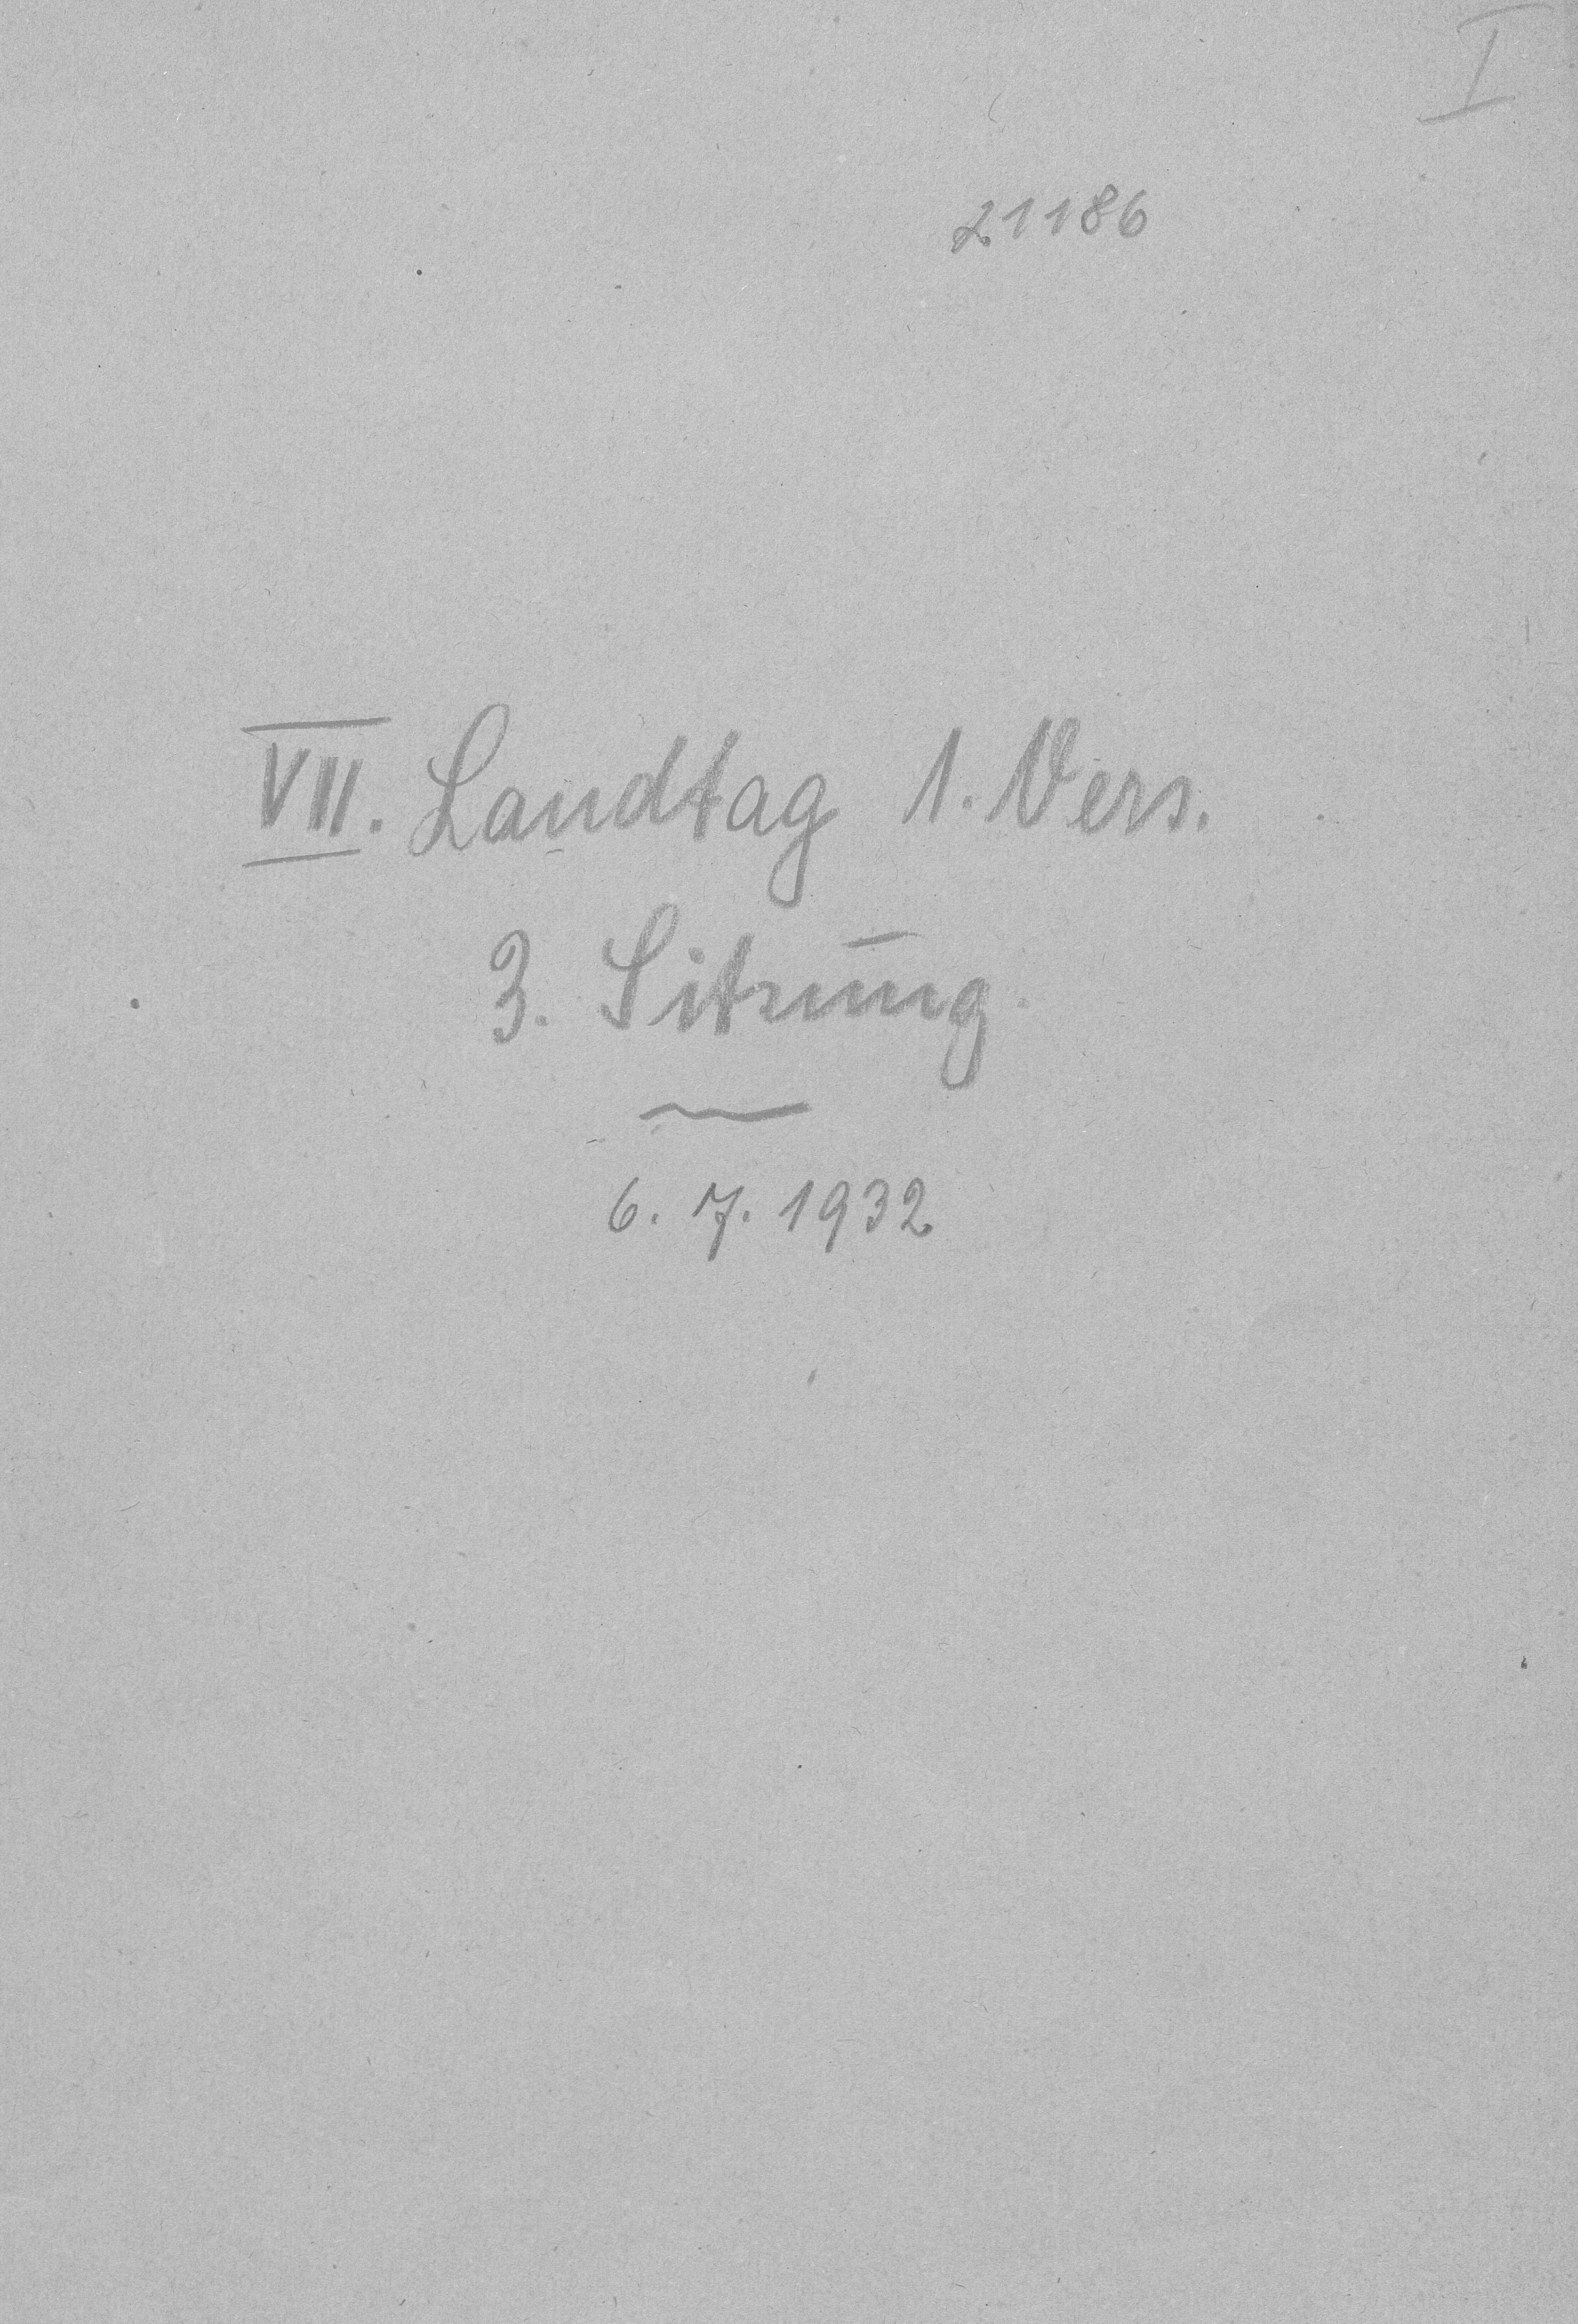 I
21186
VII. Landtag 1. Vers.
3. Sitzung
6. 7. 1932